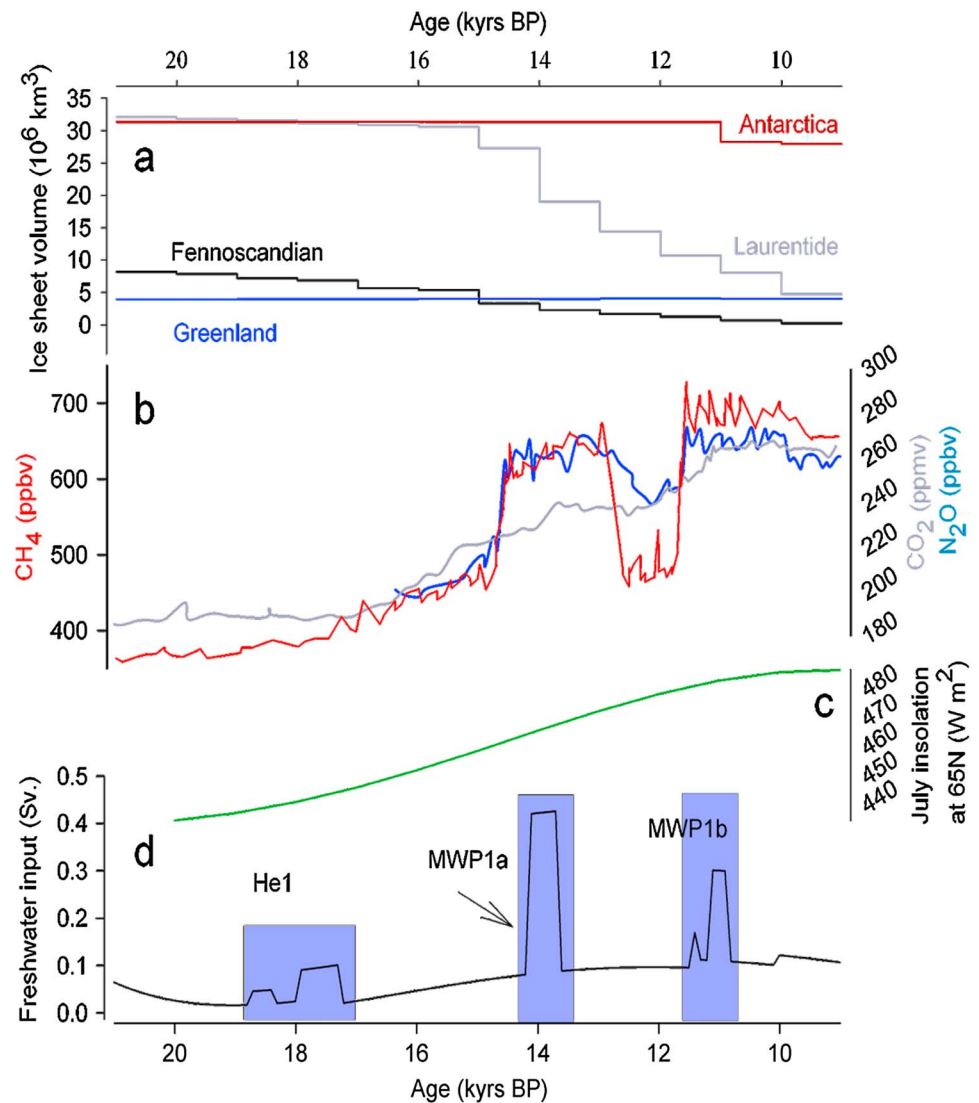 Age (kyrs BP)
20 18 16 14 12 10
Ice sheet volume (10⁶ km³)
35
30
25
20
15
10
5
0
a
Antarctica
Laurentide
Fennoscandian
Greenland
b
CH₄ (ppbv)
700
600
500
400
300
280
260
240
220
200
180
CO₂ (ppmv)
N₂O (ppbv)
c
480
470
460
450
440
July insolation
at 65N (W m²)
Freshwater input (Sv.)
0.5
0.4
0.3
0.2
0.1
0.0
d
He1
MWP1a
MWP1b
20 18 16 14 12 10
Age (kyrs BP)